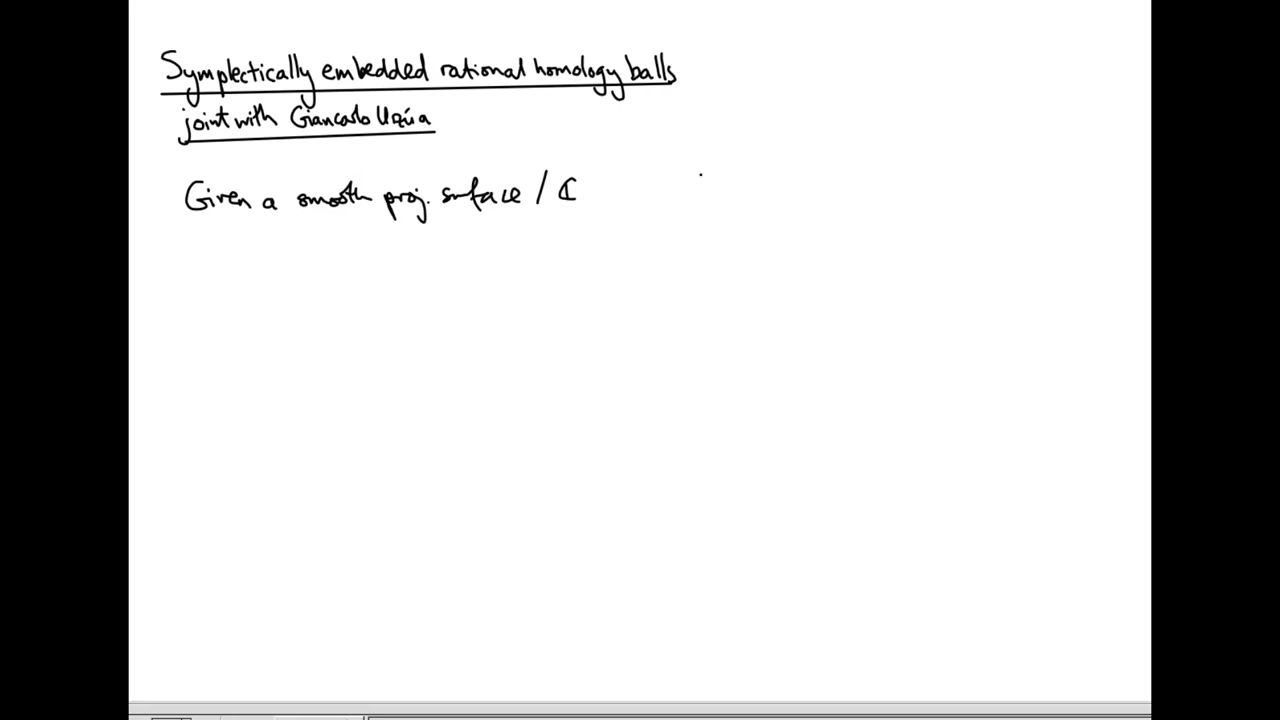 Symplectically embedded rational homology balls
joint with Giancarlo Urzúa
Given a smooth proj. surface / ℂ